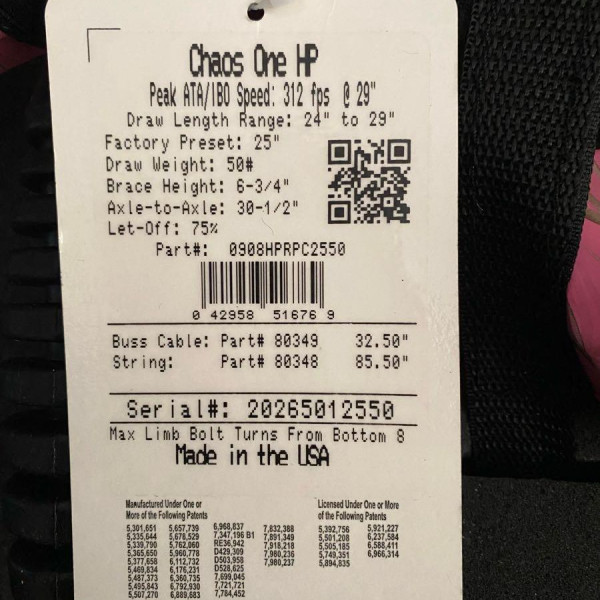 Chaos One HP
Peak ATA/IBO Speed: 312 fps @ 29"
Draw Length Range: 24" to 29"
Factory Preset: 25"
Draw Weight: 50#
Brace Height: 6-3/4"
Axle-to-Axle: 30-1/2"
Let-Off: 75%
Part#: 0908HPRPC2550
0 42958 51676 9
Buss Cable: Part# 80349 32.50"
String: Part# 80348 85.50"
Serial#: 20265012550
Max Limb Bolt Turns From Bottom 8
Made in the USA
Manufactured Under One or
More of the Following Patents
5,301,651 5,657,739 6,968,837 7,832,388
5,335,644 5,678,529 7,347,196 B1 7,891,349
5,339,790 5,762,060 RE36,942 7,918,218
5,365,650 5,960,778 D429,309 7,980,236
5,377,658 6,112,732 D503,958 7,980,237
5,469,834 6,176,231 D528,625
5,487,373 6,360,735 7,699,045
5,495,843 6,792,930 7,721,721
5,507,270 6,889,683 7,784,452
Licensed Under One or More
of the Following Patents
5,392,756 5,921,227
5,501,208 6,237,584
5,505,185 6,588,411
5,749,351 6,966,314
5,894,835